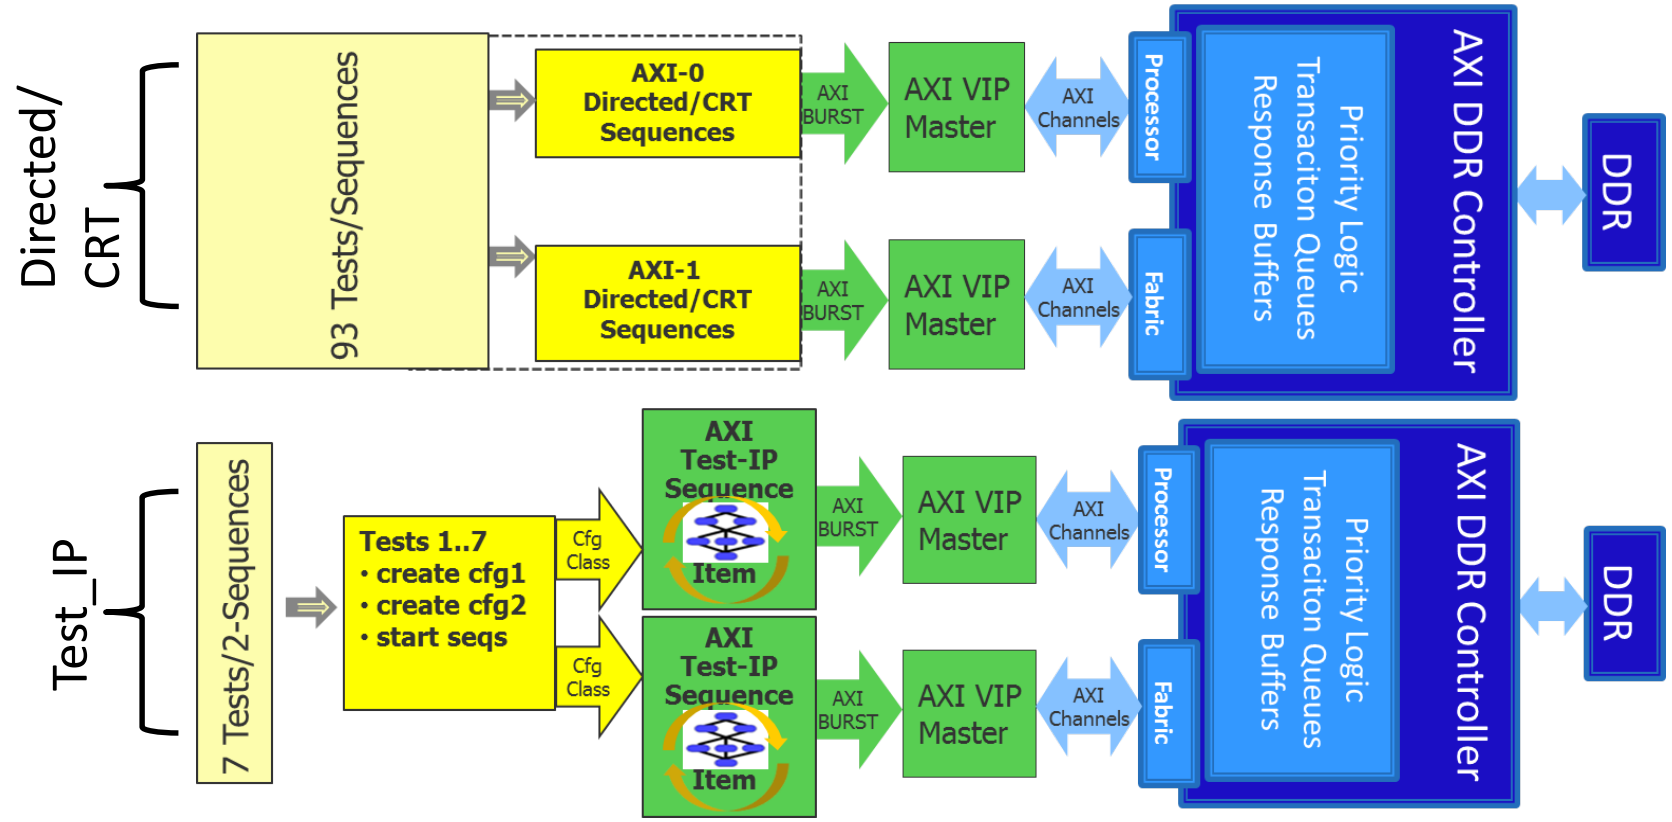 Directed/
CRT
93 Tests/Sequences
AXI-0
Directed/CRT
Sequences
AXI
BURST
AXI VIP
Master
AXI
Channels
Processor
AXI-1
Directed/CRT
Sequences
AXI
BURST
AXI VIP
Master
AXI
Channels
Fabric
Priority Logic
Transaciton Queues
Response Buffers
AXI DDR Controller
DDR
Test_IP
7 Tests/2-Sequences
Tests 1..7
• create cfg1
• create cfg2
• start seqs
Cfg
Class
Cfg
Class
AXI
Test-IP
Sequence
Item
AXI
BURST
AXI VIP
Master
AXI
Channels
Processor
AXI
Test-IP
Sequence
Item
AXI
BURST
AXI VIP
Master
AXI
Channels
Fabric
Priority Logic
Transaciton Queues
Response Buffers
AXI DDR Controller
DDR